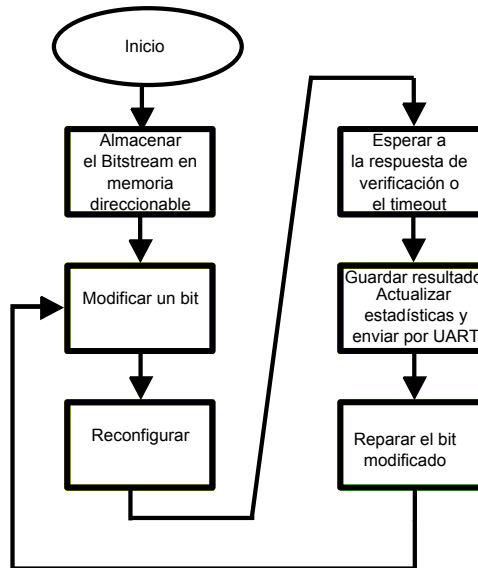 Inicio
Almacenar
el Bitstream en
memoria
direccionable
Modificar un bit
Reconfigurar
Esperar a
la respuesta de
verificación o
el timeout
Guardar resultado
Actualizar
estadísticas y
enviar por UART
Reparar el bit
modificado